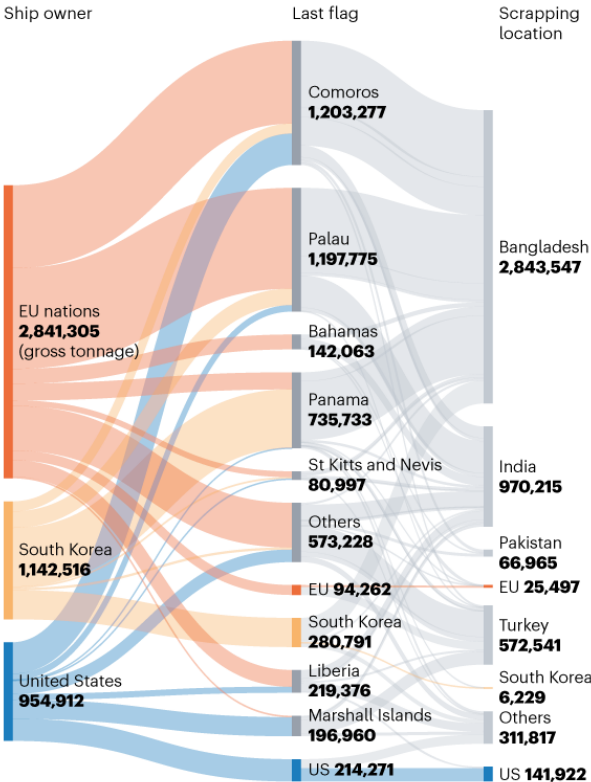 Ship owner
Last flag
Scrapping
location
EU nations
2,841,305
(gross tonnage)
South Korea
1,142,516
United States
954,912
Comoros
1,203,277
Palau
1,197,775
Bahamas
142,063
Panama
735,733
St Kitts and Nevis
80,997
Others
573,228
EU 94,262
South Korea
280,791
Liberia
219,376
Marshall Islands
196,960
US 214,271
Bangladesh
2,843,547
India
970,215
Pakistan
66,965
EU 25,497
Turkey
572,541
South Korea
6,229
Others
311,817
US 141,922